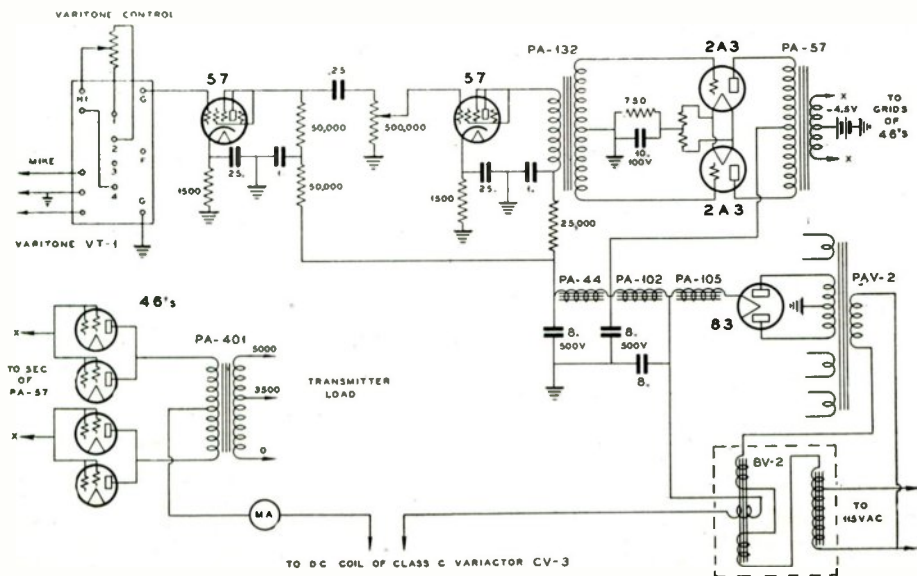 VARITONE CONTROL
M1
1
2
3
4
G
F
G
MIKE
VARITONE VT-1
57
.25
50,000
500,000
25.
1.
1500
50,000
57
25.
1.
1500
25,000
PA-132
750
10.
100V
2A3
2A3
PA-57
X
-4.5V
X
TO
GRIDS
OF
46'S
PA-44
PA-102
PA-105
83
PAV-2
8.
500V
8.
500V
8.
46's
X
TO SEC
OF
PA-57
X
PA-401
5000
3500
0
TRANSMITTER
LOAD
MA
BV-2
TO
115VAC
TO DC COIL OF CLASS C VARIACTOR CV-3